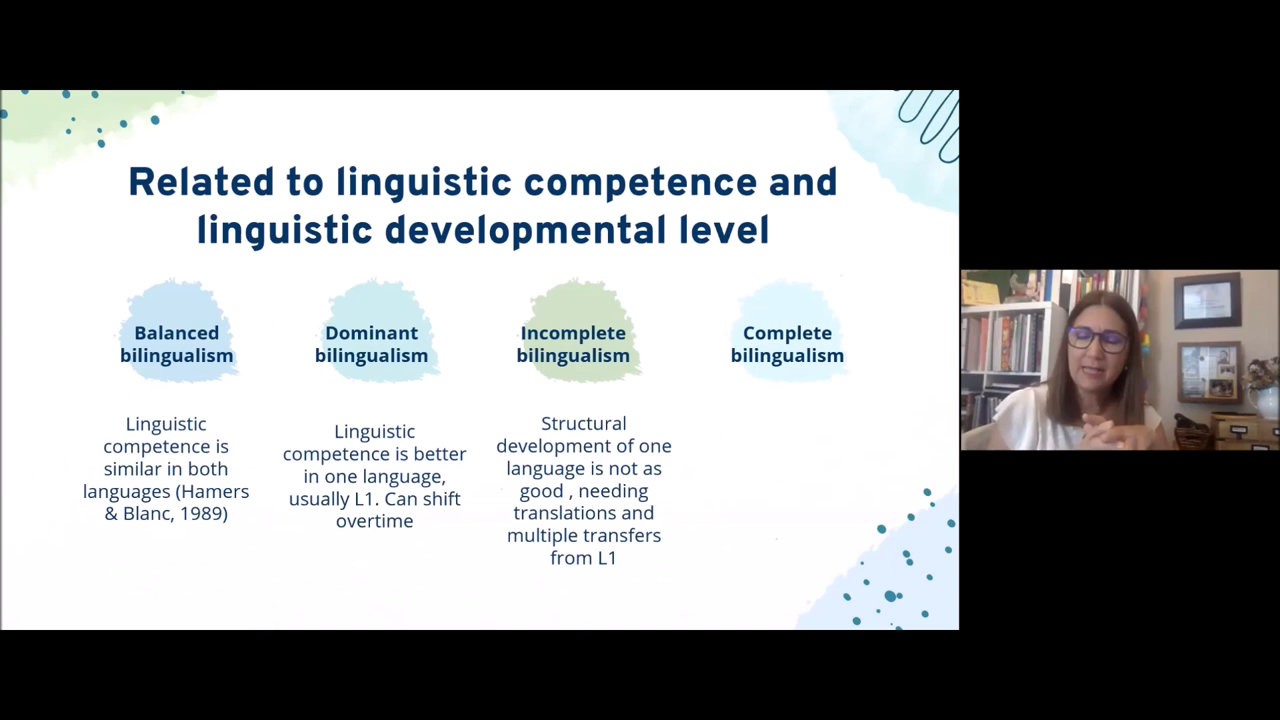 Related to linguistic competence and
linguistic developmental level
Balanced
bilingualism
Linguistic
competence is
similar in both
languages (Hamers
& Blanc, 1989)
Dominant
bilingualism
Linguistic
competence is better
in one language,
usually L1. Can shift
overtime
Incomplete
bilingualism
Structural
development of one
language is not as
good , needing
translations and
multiple transfers
from L1
Complete
bilingualism